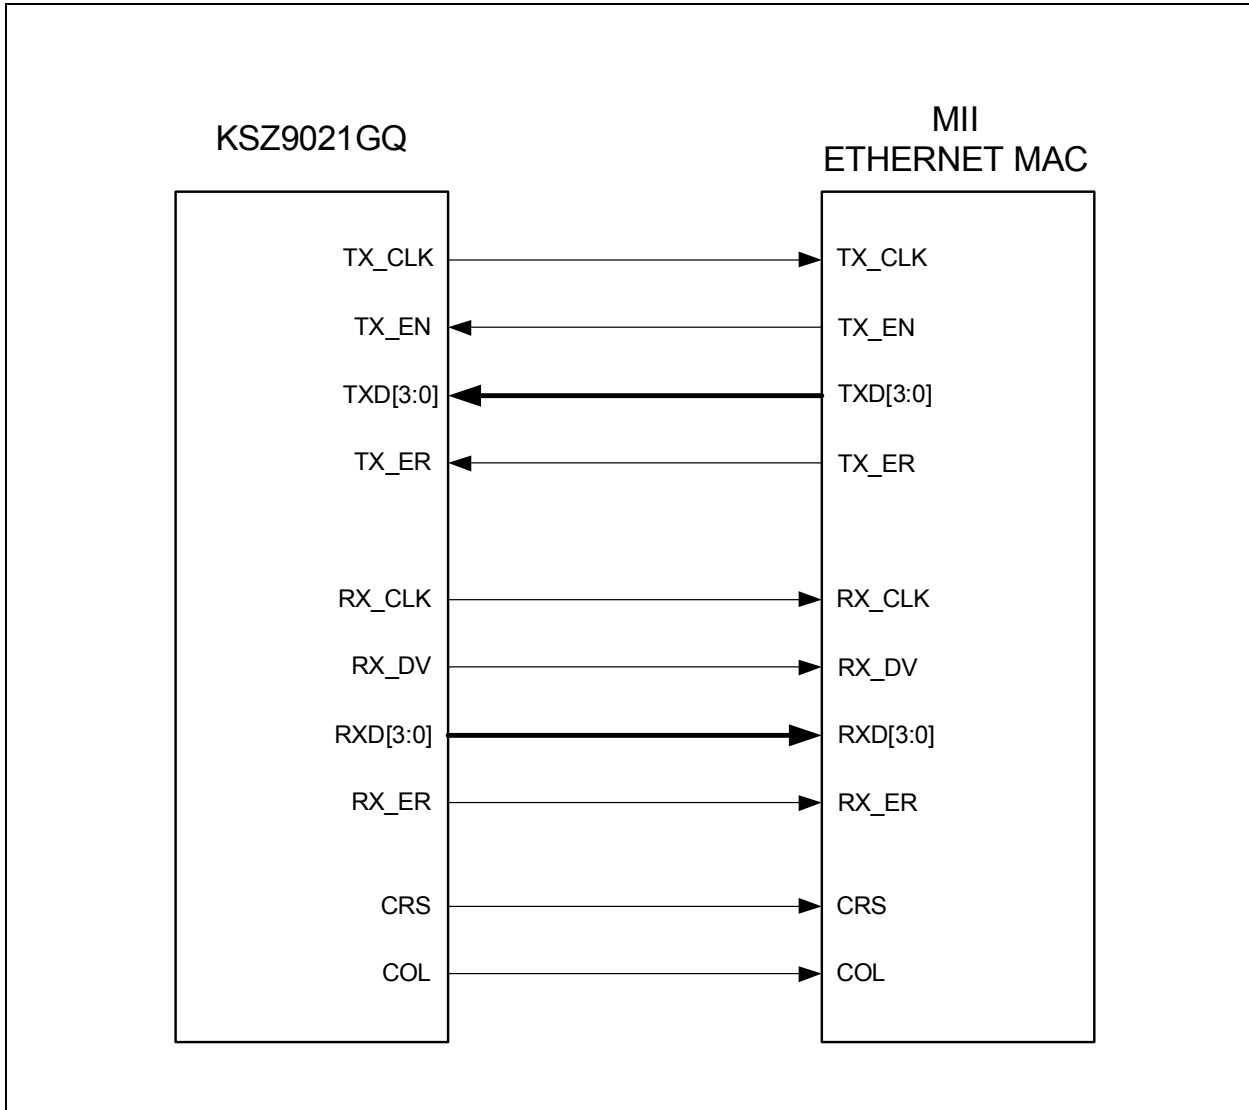 KSZ9021GQ
MII
ETHERNET MAC
TX_CLK TX_CLK
TX_EN TX_EN
TXD[3:0] TXD[3:0]
TX_ER TX_ER
RX_CLK RX_CLK
RX_DV RX_DV
RXD[3:0] RXD[3:0]
RX_ER RX_ER
CRS CRS
COL COL